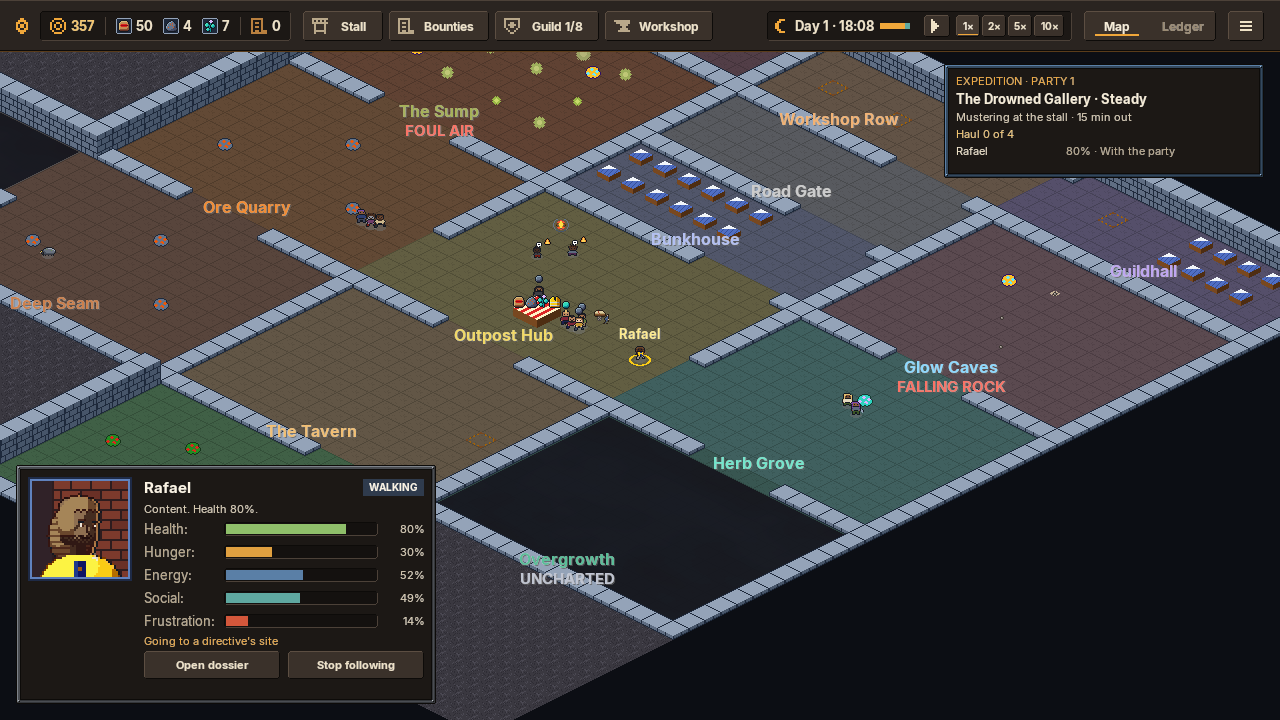 357 50 4 7 0 Stall Bounties Guild 1/8 Workshop Day 1 · 18:08 1× 2× 5× 10× Map Ledger
EXPEDITION · PARTY 1
The Drowned Gallery · Steady
Mustering at the stall · 15 min out
Haul 0 of 4
Rafael 80% · With the party
The Sump
FOUL AIR
Workshop Row
Road Gate
Ore Quarry
Bunkhouse
Guildhall
Deep Seam
Outpost Hub
Rafael
Glow Caves
FALLING ROCK
The Tavern
Herb Grove
Overgrowth
UNCHARTED
Rafael WALKING
Content. Health 80%.
Health: 80%
Hunger: 30%
Energy: 52%
Social: 49%
Frustration: 14%
Going to a directive's site
Open dossier Stop following